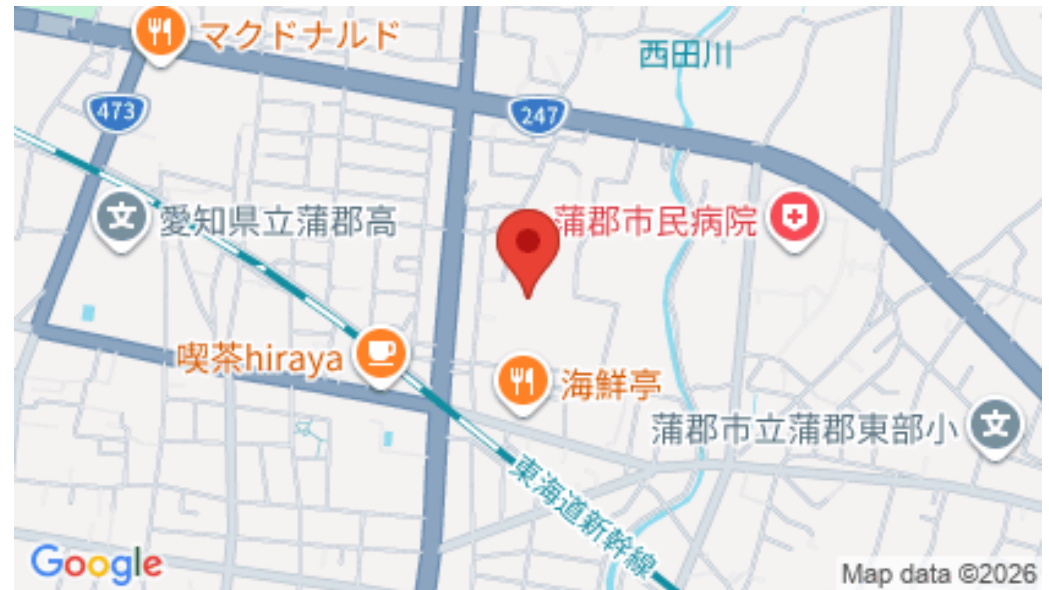 マクドナルド
西田川
473
247
愛知県立蒲郡高
蒲郡市民病院
喫茶hiraya
海鮮亭
蒲郡市立蒲郡東部小
東海道新幹線
Google
Map data ©2026